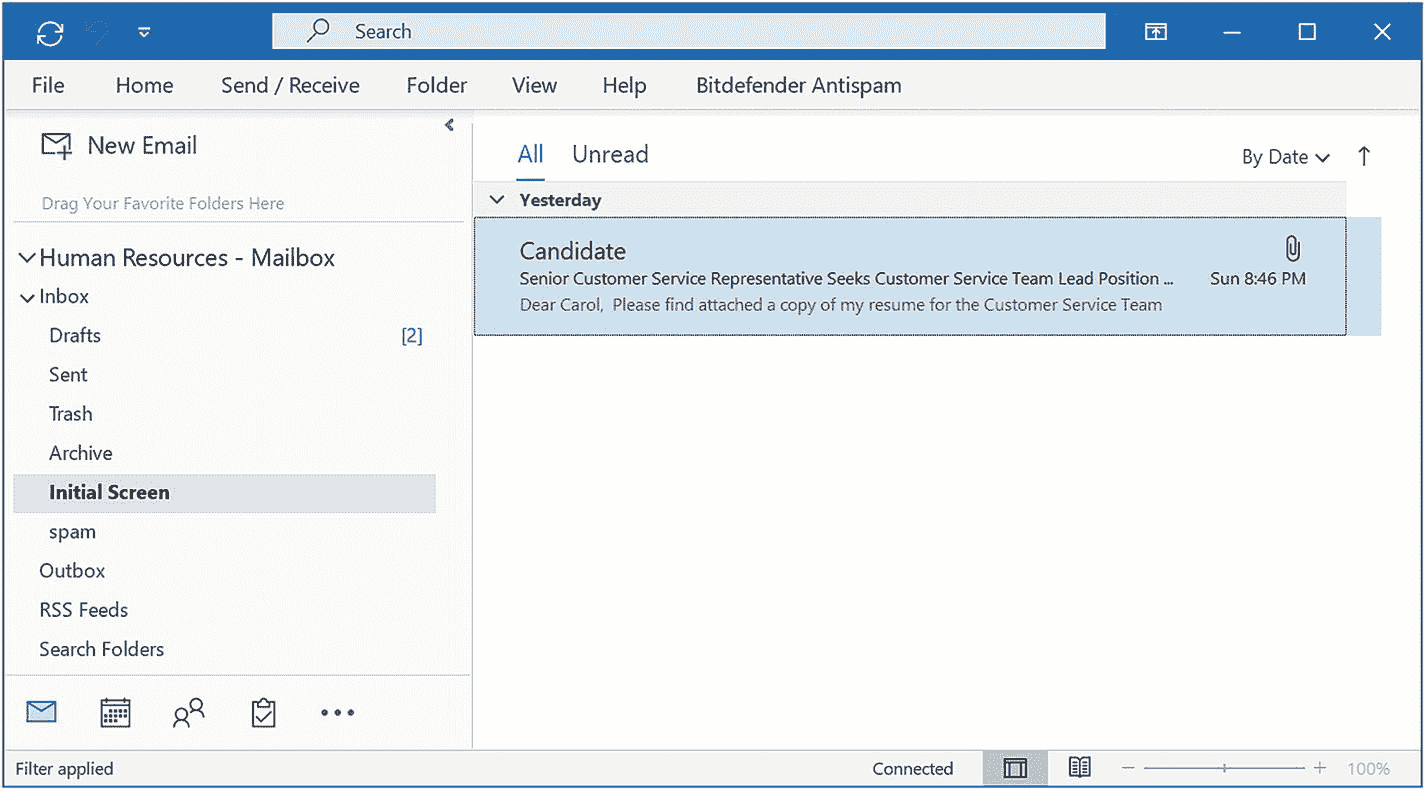 Search
File Home Send / Receive Folder View Help Bitdefender Antispam
New Email
Drag Your Favorite Folders Here
Human Resources - Mailbox
Inbox
Drafts [2]
Sent
Trash
Archive
Initial Screen
spam
Outbox
RSS Feeds
Search Folders
All Unread By Date
Yesterday
Candidate
Senior Customer Service Representative Seeks Customer Service Team Lead Position ... Sun 8:46 PM
Dear Carol, Please find attached a copy of my resume for the Customer Service Team
Filter applied Connected 100%